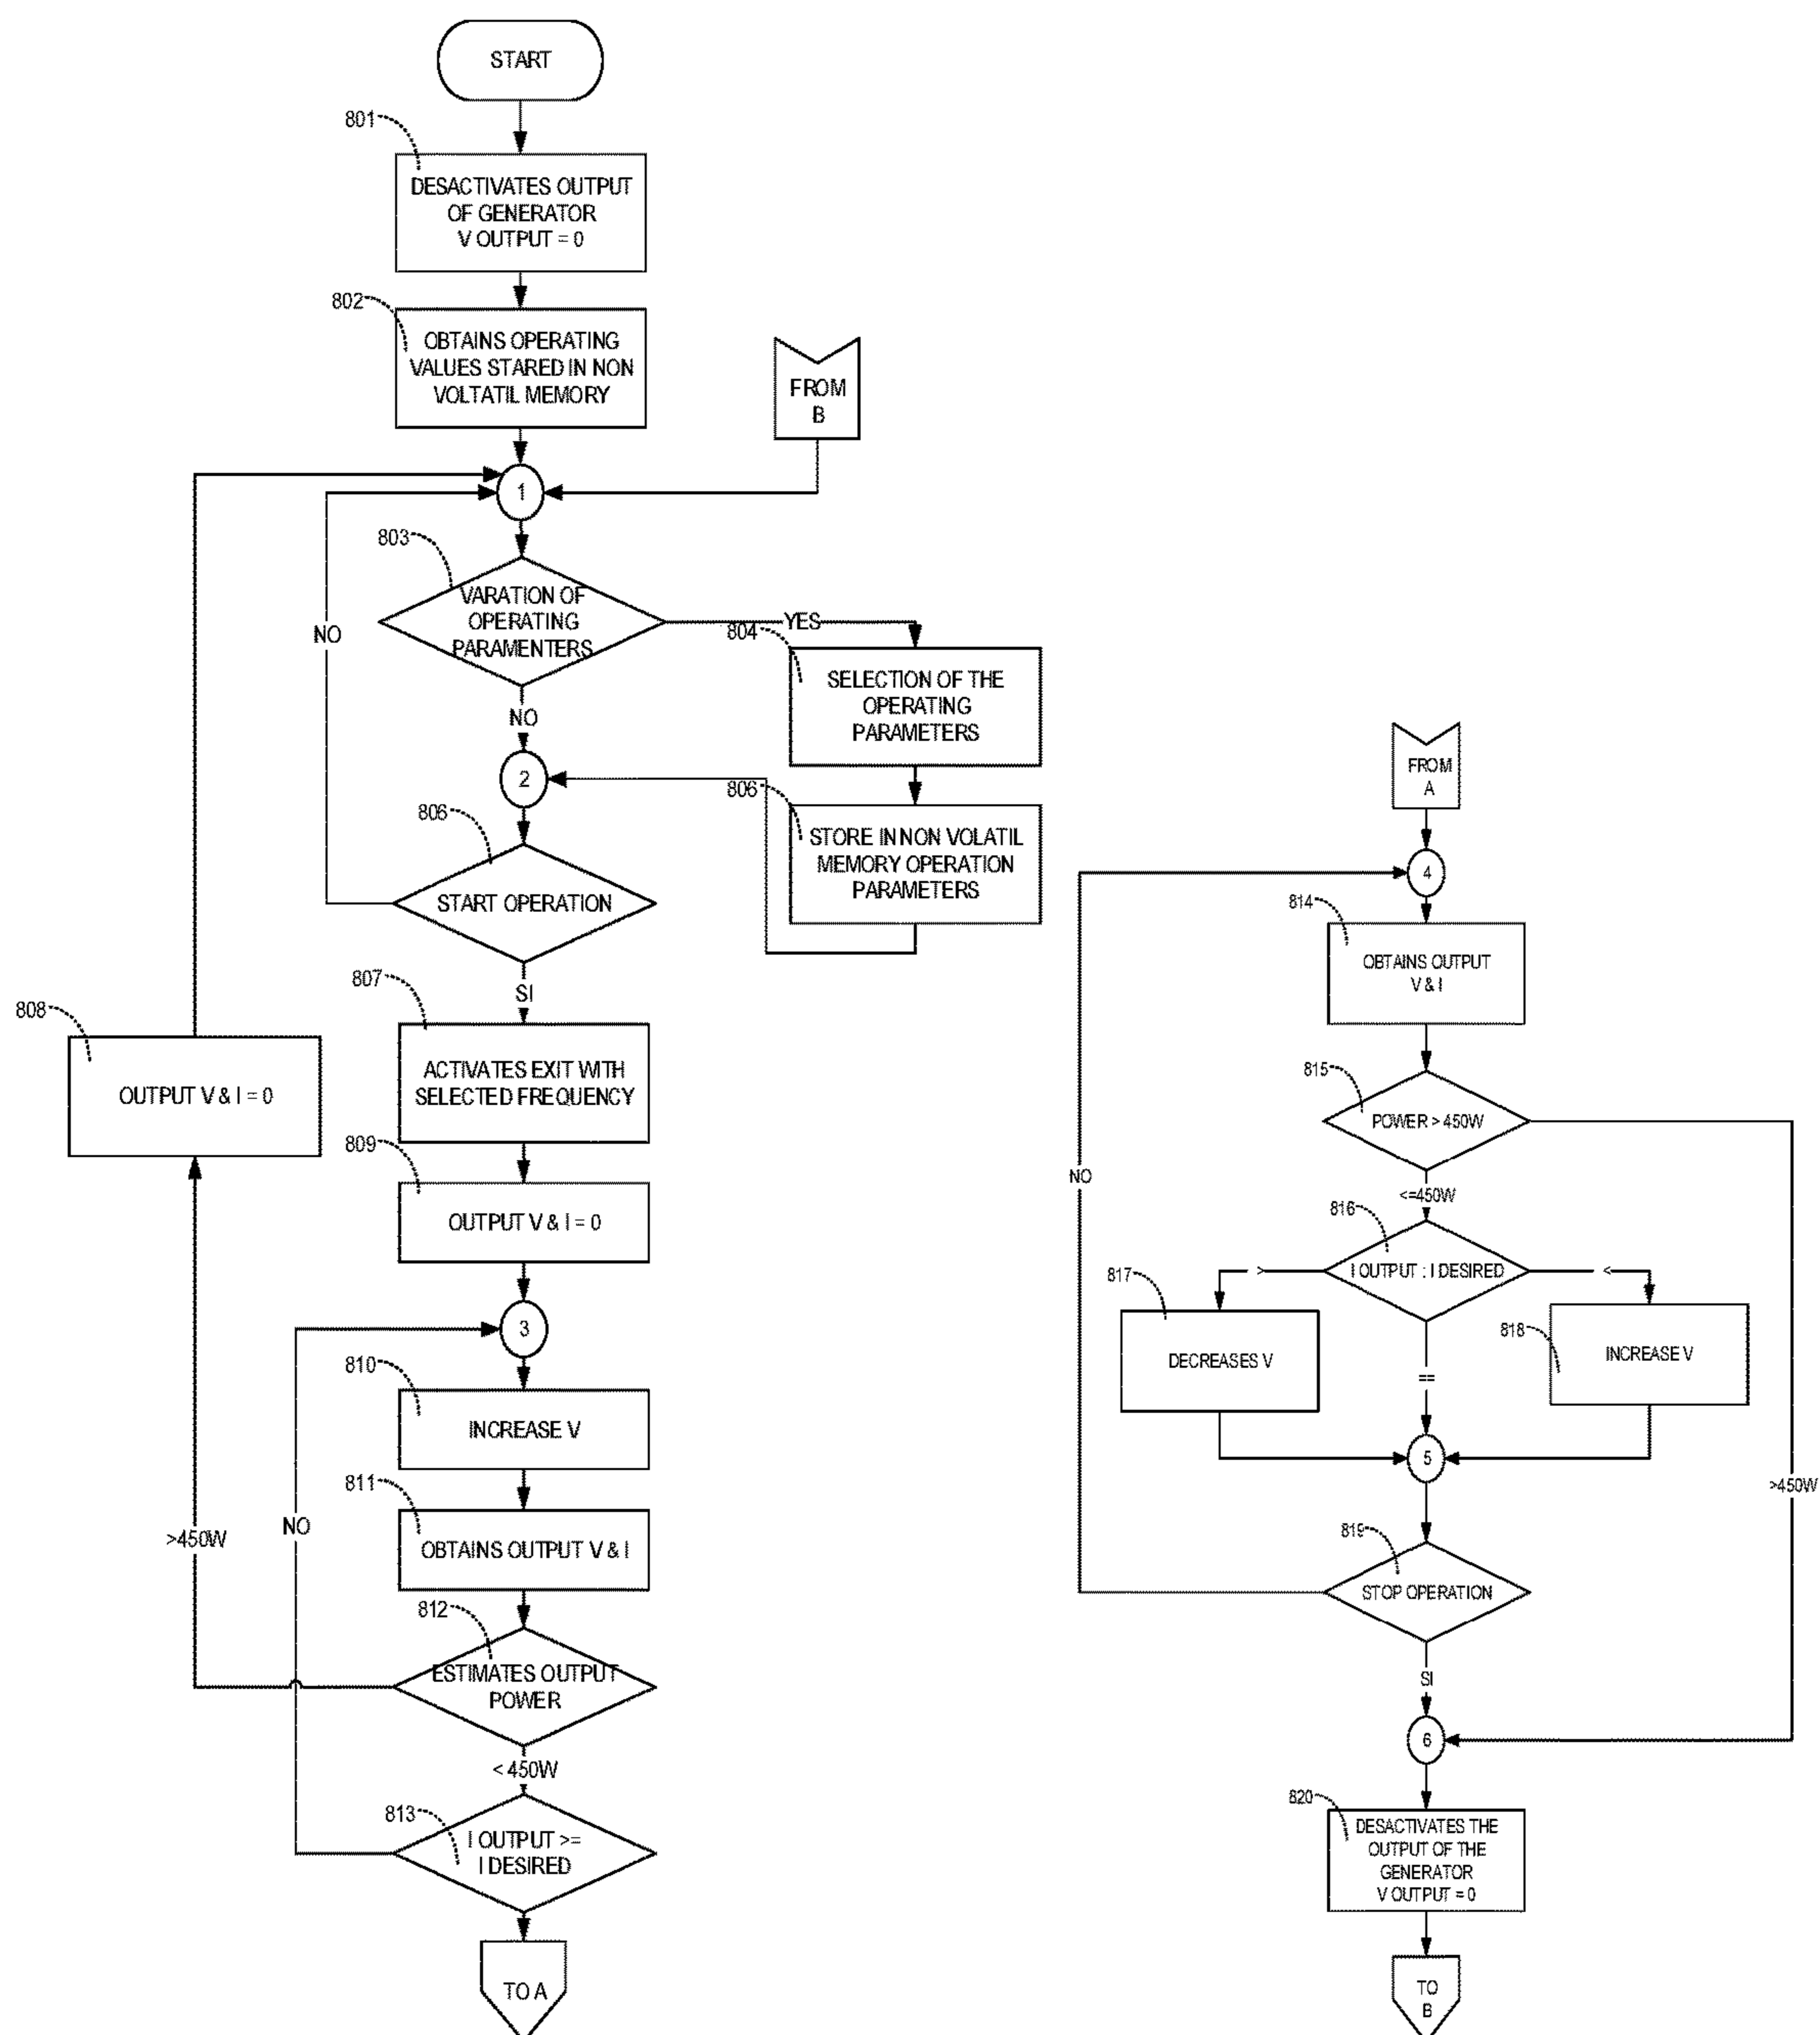 START
801
DESACTIVATES OUTPUT
OF GENERATOR
V OUTPUT = 0
802
OBTAINS OPERATING
VALUES STARED IN NON
VOLTATIL MEMORY
FROM
B
1
803
VARATION OF
OPERATING
PARAMENTERS
YES
804
SELECTION OF THE
OPERATING
PARAMETERS
NO
NO
2
806
STORE IN NON VOLATIL
MEMORY OPERATION
PARAMETERS
806
START OPERATION
SI
807
ACTIVATES EXIT WITH
SELECTED FREQUENCY
808
OUTPUT V & I = 0
809
OUTPUT V & I = 0
3
810
INCREASE V
811
OBTAINS OUTPUT V & I
NO
>450W
812
ESTIMATES OUTPUT
POWER
< 450W
813
I OUTPUT >=
I DESIRED
TO A
FROM
A
4
814
OBTAINS OUTPUT
V & I
815
POWER > 450W
NO
<=450W
816
I OUTPUT : I DESIRED
>
<
817
DECREASES V
818
INCREASE V
==
5
>450W
819
STOP OPERATION
SI
6
820
DESACTIVATES THE
OUTPUT OF THE
GENERATOR
V OUTPUT = 0
TO
B